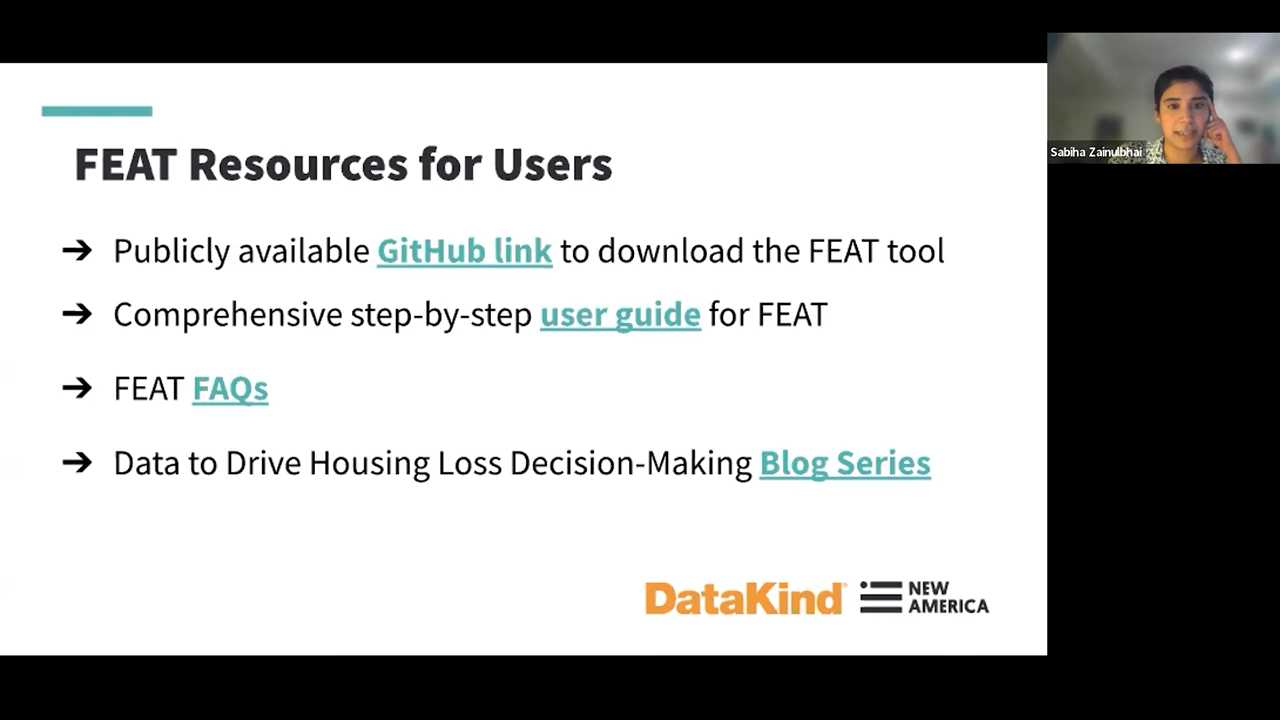 FEAT Resources for Users
➔ Publicly available GitHub link to download the FEAT tool
➔ Comprehensive step-by-step user guide for FEAT
➔ FEAT FAQs
➔ Data to Drive Housing Loss Decision-Making Blog Series
DataKind
NEW
AMERICA
Sabiha Zainulbhai